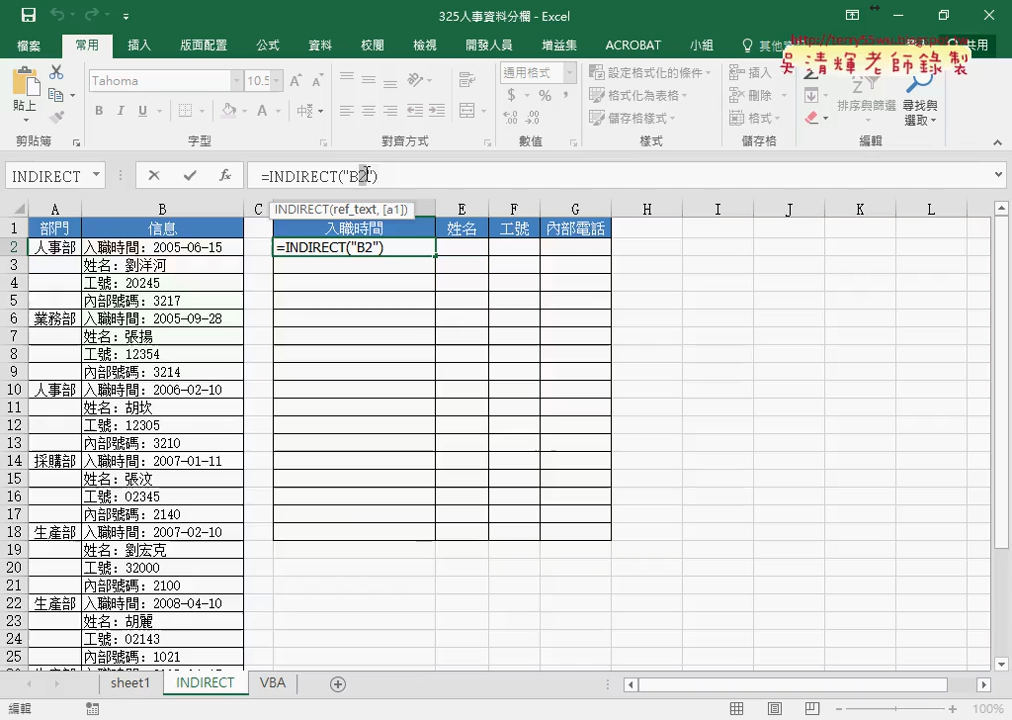 325人事資料分欄 - Excel
檔案 常用 插入 版面配置 公式 資料 校閱 檢視 開發人員 增益集 ACROBAT 小組 共用
吳清輝老師錄製
貼上 剪貼簿
Tahoma 10.5 A A
B I U A 中 字型
對齊方式
通用格式
$ % , 數值
設定格式化的條件
格式化為表格
儲存格樣式
樣式
插入
刪除
格式
儲存格
排序與篩選 尋找與選取
編輯
INDIRECT fx =INDIRECT("B2")
INDIRECT(ref_text, [a1])
A B C E F G H I J K L
1 部門 信息 入職時間 姓名 工號 內部電話
2 人事部 入職時間：2005-06-15 =INDIRECT("B2")
3 姓名：劉洋河
4 工號：20245
5 內部號碼：3217
6 業務部 入職時間：2005-09-28
7 姓名：張揚
8 工號：12354
9 內部號碼：3214
10 人事部 入職時間：2006-02-10
11 姓名：胡坎
12 工號：12305
13 內部號碼：3210
14 採購部 入職時間：2007-01-11
15 姓名：張汶
16 工號：02345
17 內部號碼：2140
18 生產部 入職時間：2007-02-10
19 姓名：劉宏克
20 工號：32000
21 內部號碼：2100
22 生產部 入職時間：2008-04-10
23 姓名：胡麗
24 工號：02143
25 內部號碼：1021
sheet1 INDIRECT VBA
編輯 100%